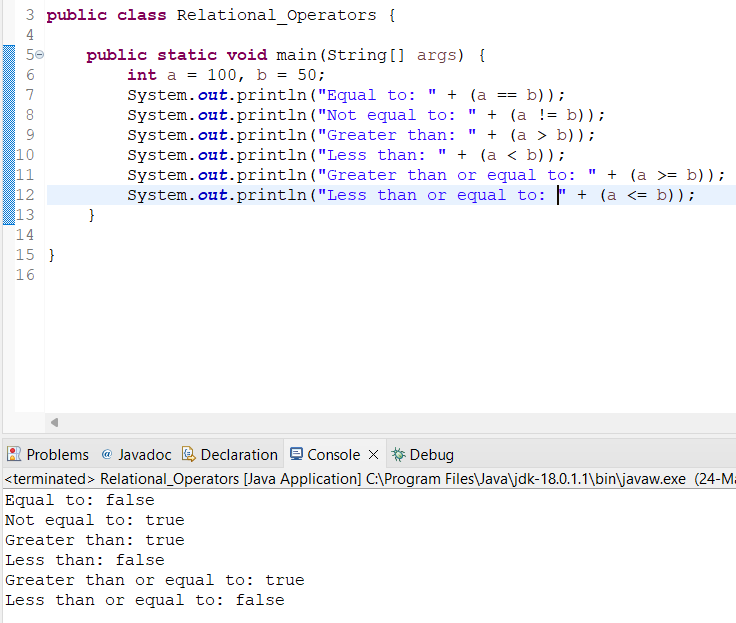 3 public class Relational_Operators {
4
5 public static void main(String[] args) {
6 int a = 100, b = 50;
7 System.out.println("Equal to: " + (a == b));
8 System.out.println("Not equal to: " + (a != b));
9 System.out.println("Greater than: " + (a > b));
10 System.out.println("Less than: " + (a < b));
11 System.out.println("Greater than or equal to: " + (a >= b));
12 System.out.println("Less than or equal to: " + (a <= b));
13 }
14
15 }
16
Problems @ Javadoc Declaration Console Debug
<terminated> Relational_Operators [Java Application] C:\Program Files\Java\jdk-18.0.1.1\bin\javaw.exe (24-Ma
Equal to: false
Not equal to: true
Greater than: true
Less than: false
Greater than or equal to: true
Less than or equal to: false